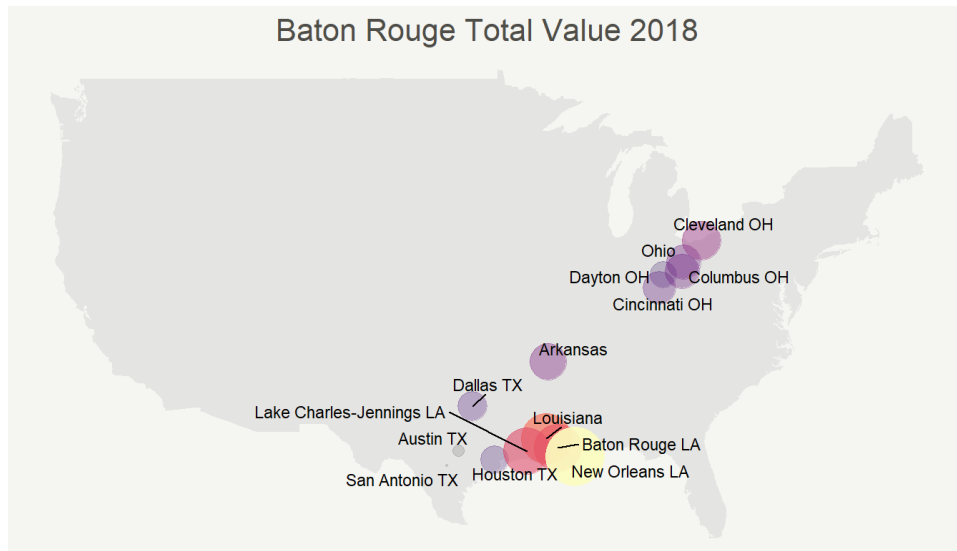 Baton Rouge Total Value 2018
Cleveland OH
Ohio
Dayton OH
Columbus OH
Cincinnati OH
Arkansas
Dallas TX
Lake Charles-Jennings LA
Louisiana
Austin TX
Baton Rouge LA
San Antonio TX
Houston TX
New Orleans LA